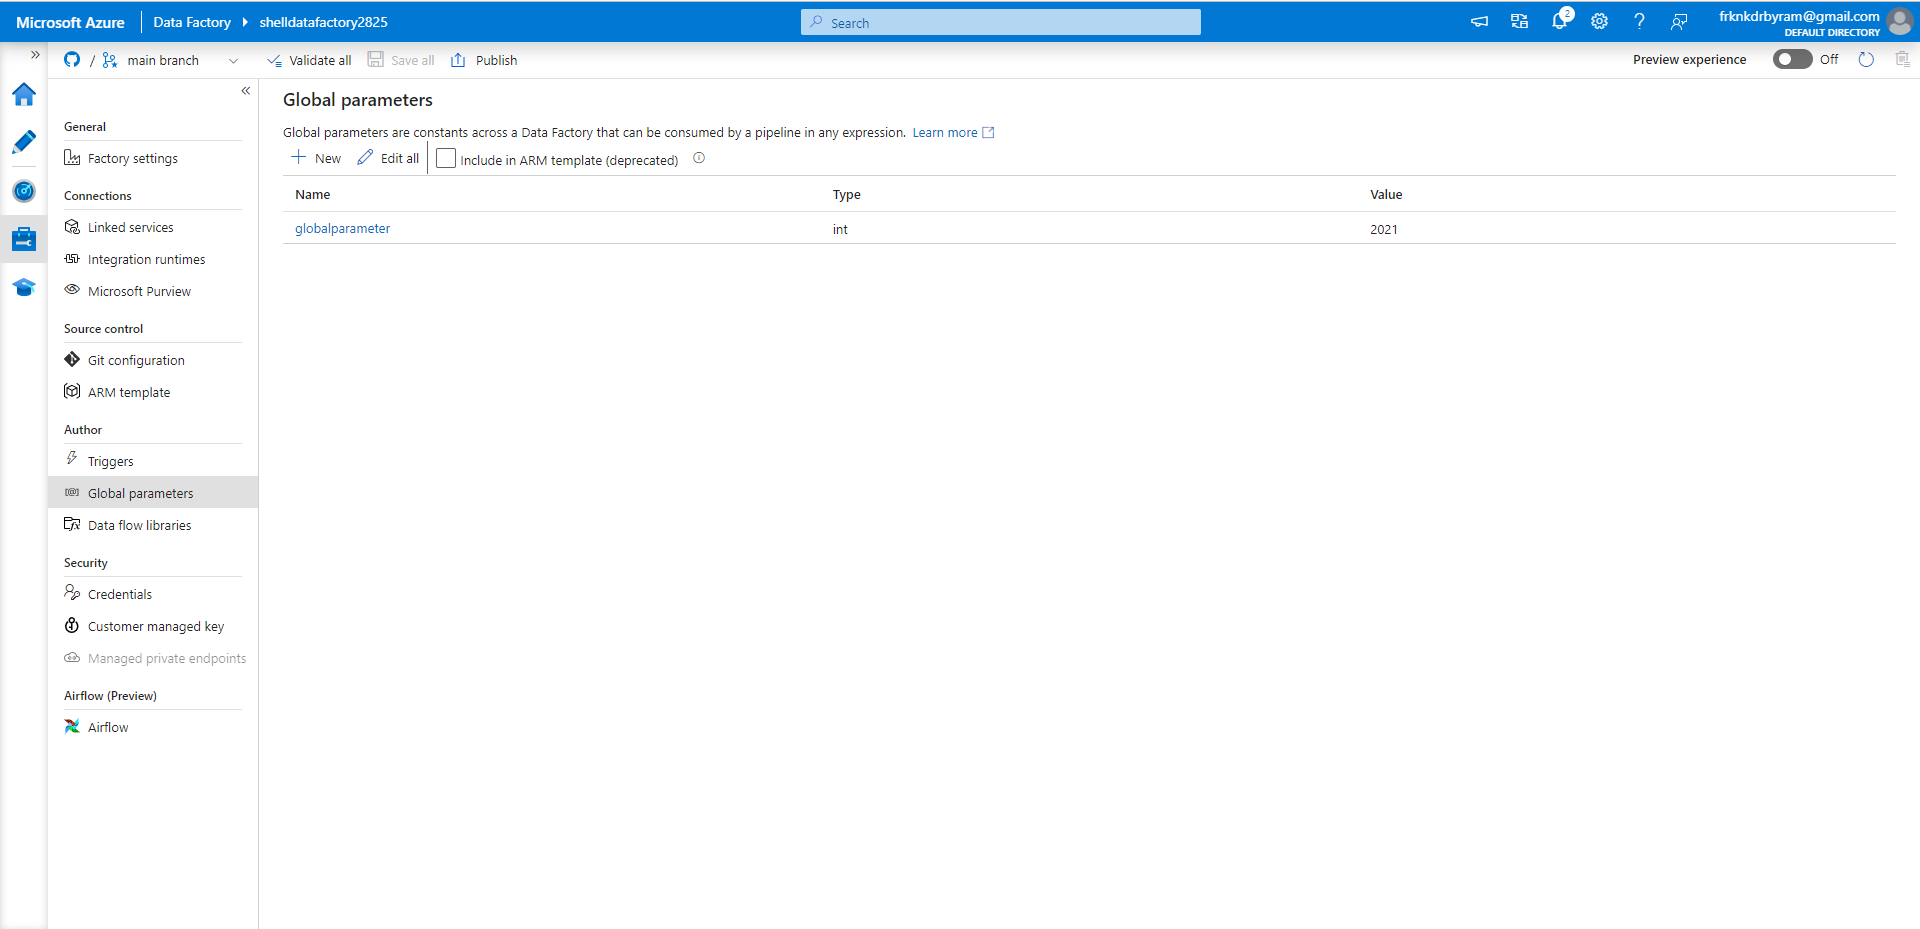 Microsoft Azure Data Factory shelldatafactory2825 Search 2 frknkdrbyram@gmail.com
DEFAULT DIRECTORY
» / main branch Validate all Save all Publish Preview experience Off
«
General
Factory settings
Connections
Linked services
Integration runtimes
Microsoft Purview
Source control
Git configuration
ARM template
Author
Triggers
Global parameters
Data flow libraries
Security
Credentials
Customer managed key
Managed private endpoints
Airflow (Preview)
Airflow
Global parameters
Global parameters are constants across a Data Factory that can be consumed by a pipeline in any expression. Learn more
New Edit all Include in ARM template (deprecated)
Name Type Value
globalparameter int 2021